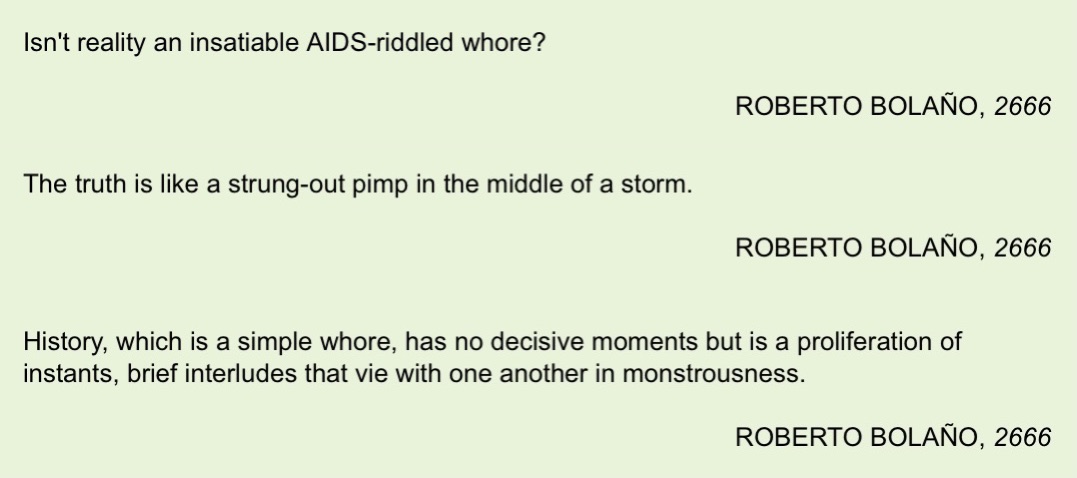 Isn't reality an insatiable AIDS-riddled whore?
ROBERTO BOLAÑO, 2666
The truth is like a strung-out pimp in the middle of a storm.
ROBERTO BOLAÑO, 2666
History, which is a simple whore, has no decisive moments but is a proliferation of
instants, brief interludes that vie with one another in monstrousness.
ROBERTO BOLAÑO, 2666